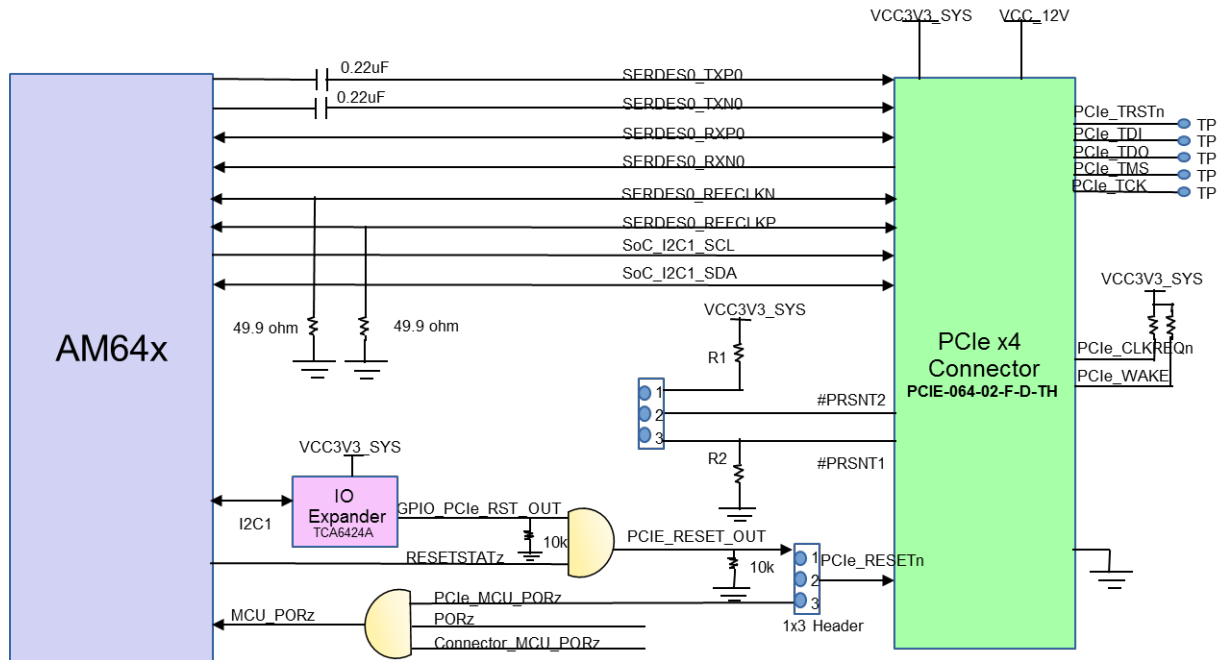 VCC3V3_SYS
VCC_12V
0.22uF
SERDES0_TXP0
0.22uF
SERDES0_TXN0
SERDES0_RXP0
SERDES0_RXN0
SERDES0_REFCLKN
SERDES0_REFCLKP
SoC_I2C1_SCL
SoC_I2C1_SDA
PCIe_TRSTn
TP
PCIe_TDI
TP
PCIe_TDO
TP
PCIe_TMS
TP
PCIe_TCK
TP
49.9 ohm
49.9 ohm
AM64x
VCC3V3_SYS
R1
1
2
3
#PRSNT2
R2
#PRSNT1
PCIe x4
Connector
PCIE-064-02-F-D-TH
VCC3V3_SYS
PCIe_CLKREQn
PCIe_WAKE
VCC3V3_SYS
I2C1
IO
Expander
TCA6424A
GPIO_PCIe_RST_OUT
10k
RESETSTATz
PCIE_RESET_OUT
10k
1
2
3
PCIe_RESETn
1x3 Header
MCU_PORz
PCIe_MCU_PORz
PORz
Connector_MCU_PORz